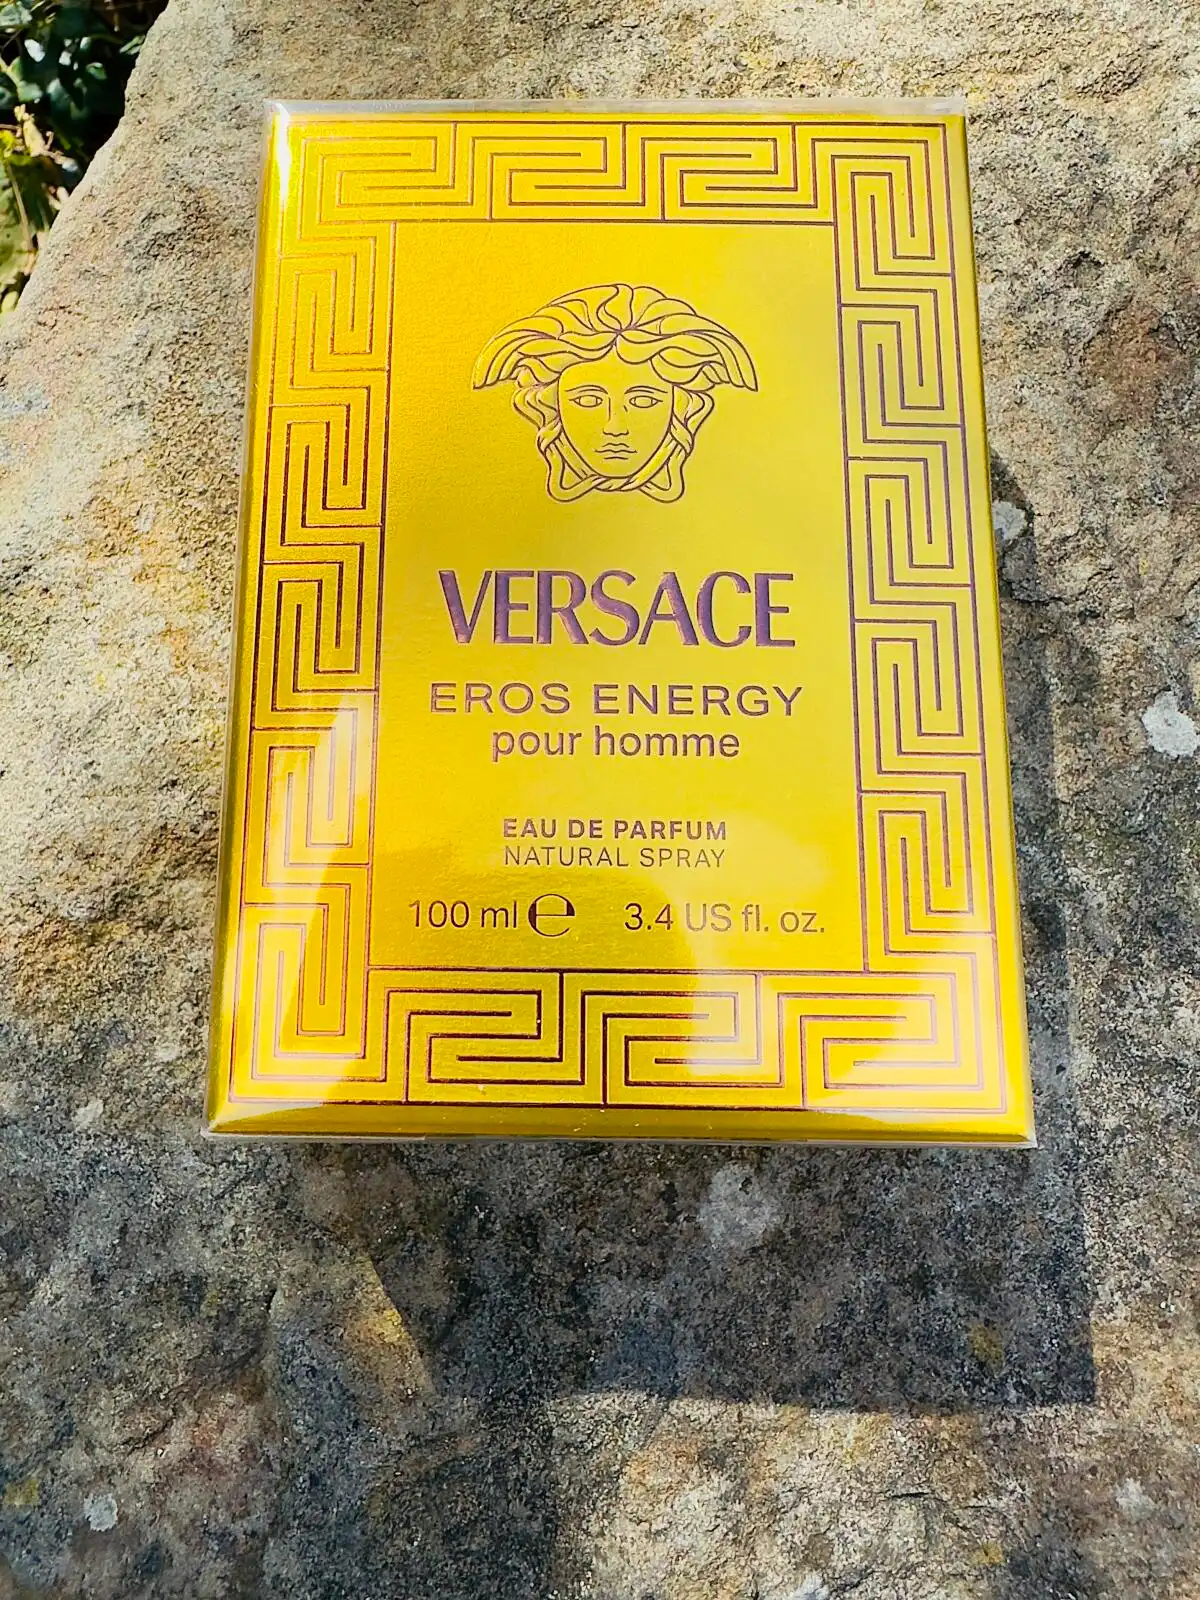 VERSACE
EROS ENERGY
pour homme
EAU DE PARFUM
NATURAL SPRAY
100 ml ℮ 3.4 US fl. oz.